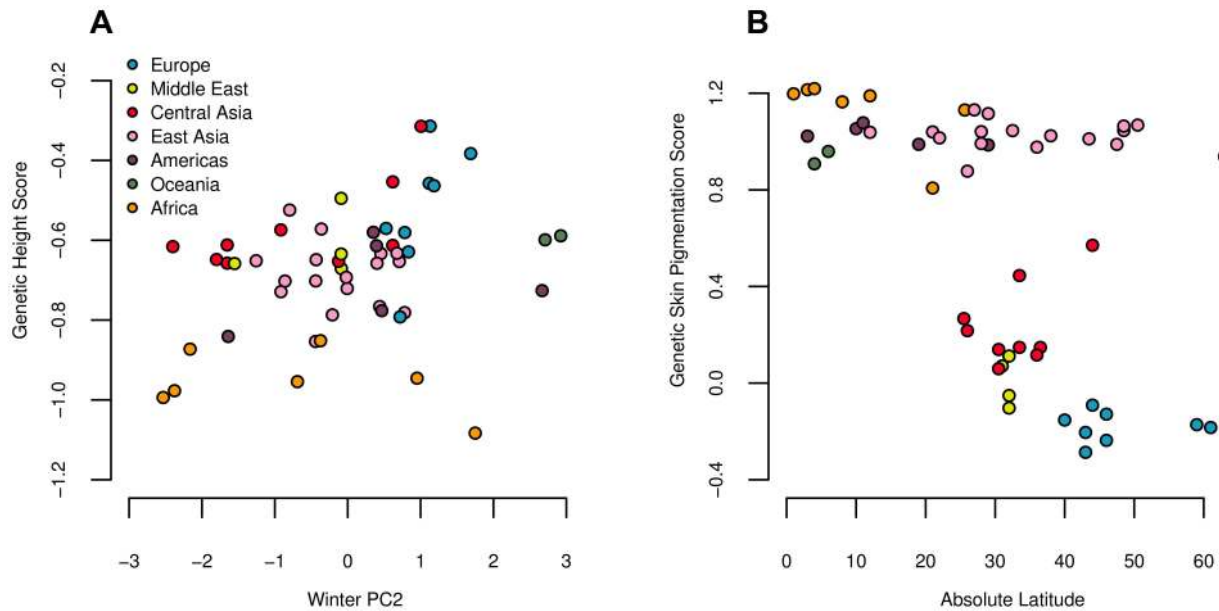 A
Europe
Middle East
Central Asia
East Asia
Americas
Oceania
Africa
Genetic Height Score
−0.2
−0.4
−0.6
−0.8
−1.0
−1.2
−3 −2 −1 0 1 2 3
Winter PC2
B
Genetic Skin Pigmentation Score
1.2
0.8
0.4
0.0
−0.4
0 10 20 30 40 50 60
Absolute Latitude